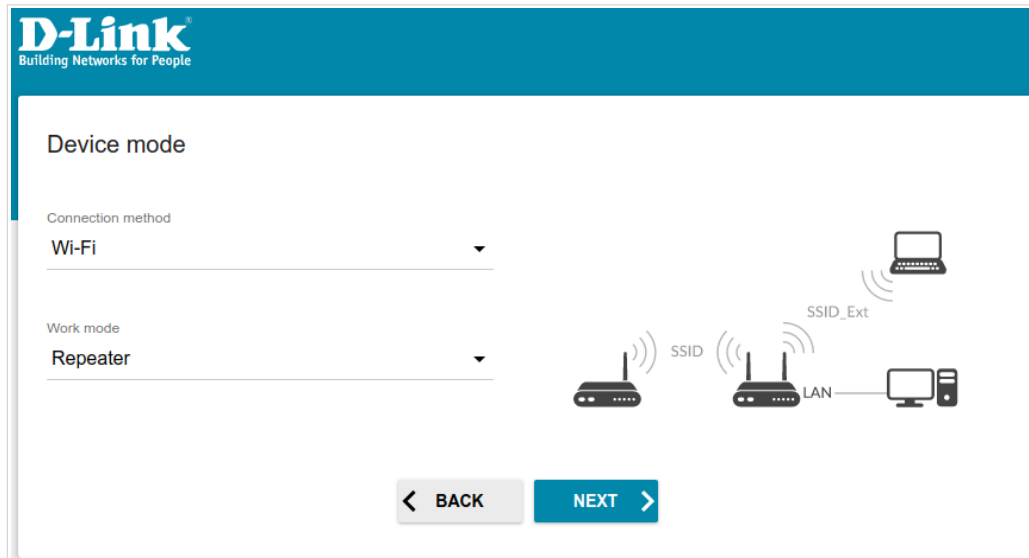 D-Link®
Building Networks for People
Device mode
Connection method
Wi-Fi
Work mode
Repeater
SSID_Ext
SSID
LAN
BACK
NEXT